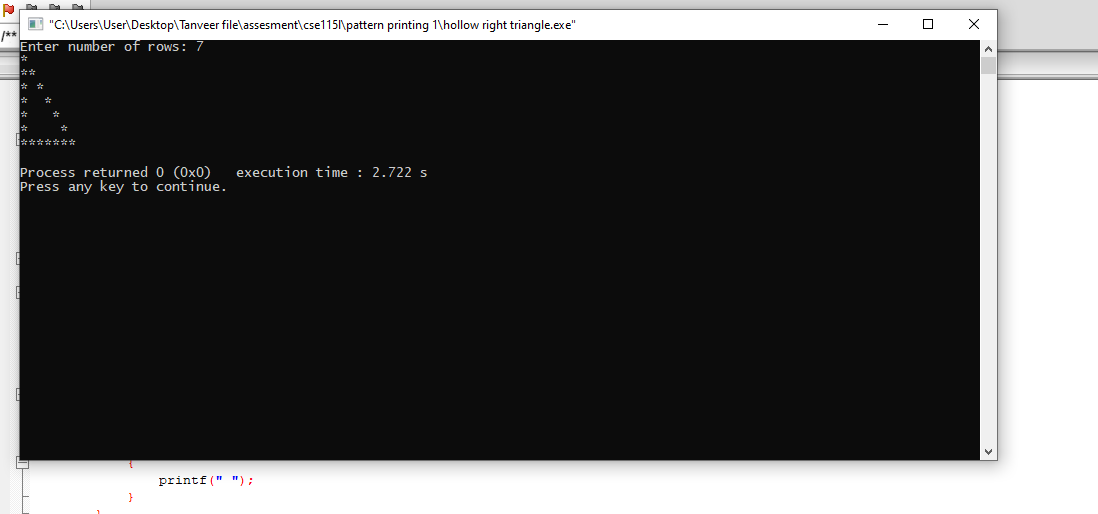 "C:\Users\User\Desktop\Tanveer file\assesment\cse115l\pattern printing 1\hollow right triangle.exe"
/**
Enter number of rows: 7
*
**
* *
*  *
*   *
*    *
*******
Process returned 0 (0x0)   execution time : 2.722 s
Press any key to continue.
{
printf(" ");
}
}